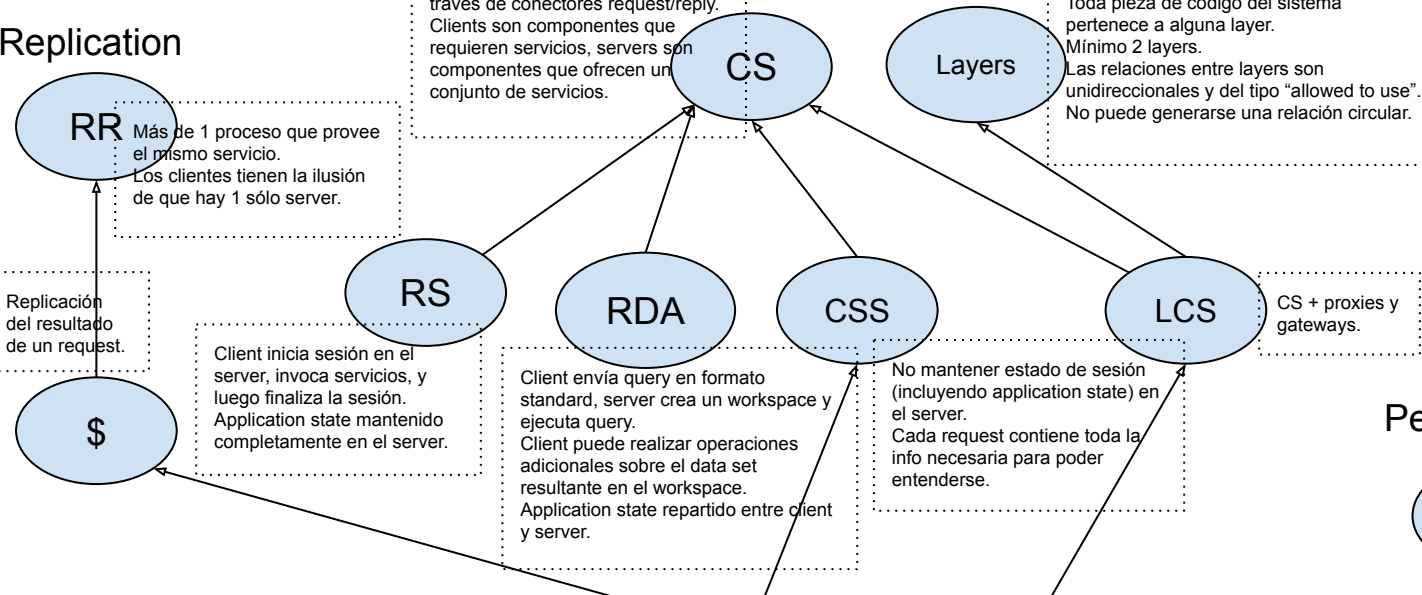 Replication
RR
Más de 1 proceso que provee
el mismo servicio.
Los clientes tienen la ilusión
de que hay 1 sólo server.
través de conectores request/reply.
Clients son componentes que
requieren servicios, servers son
componentes que ofrecen un
conjunto de servicios.
CS
Layers
Toda pieza de código del sistema
pertenece a alguna layer.
Mínimo 2 layers.
Las relaciones entre layers son
unidireccionales y del tipo “allowed to use”.
No puede generarse una relación circular.
Replicación
del resultado
de un request.
$
RS
Client inicia sesión en el
server, invoca servicios, y
luego finaliza la sesión.
Application state mantenido
completamente en el server.
RDA
Client envía query en formato
standard, server crea un workspace y
ejecuta query.
Client puede realizar operaciones
adicionales sobre el data set
resultante en el workspace.
Application state repartido entre client
y server.
CSS
No mantener estado de sesión
(incluyendo application state) en
el server.
Cada request contiene toda la
info necesaria para poder
entenderse.
LCS
CS + proxies y
gateways.
Pe